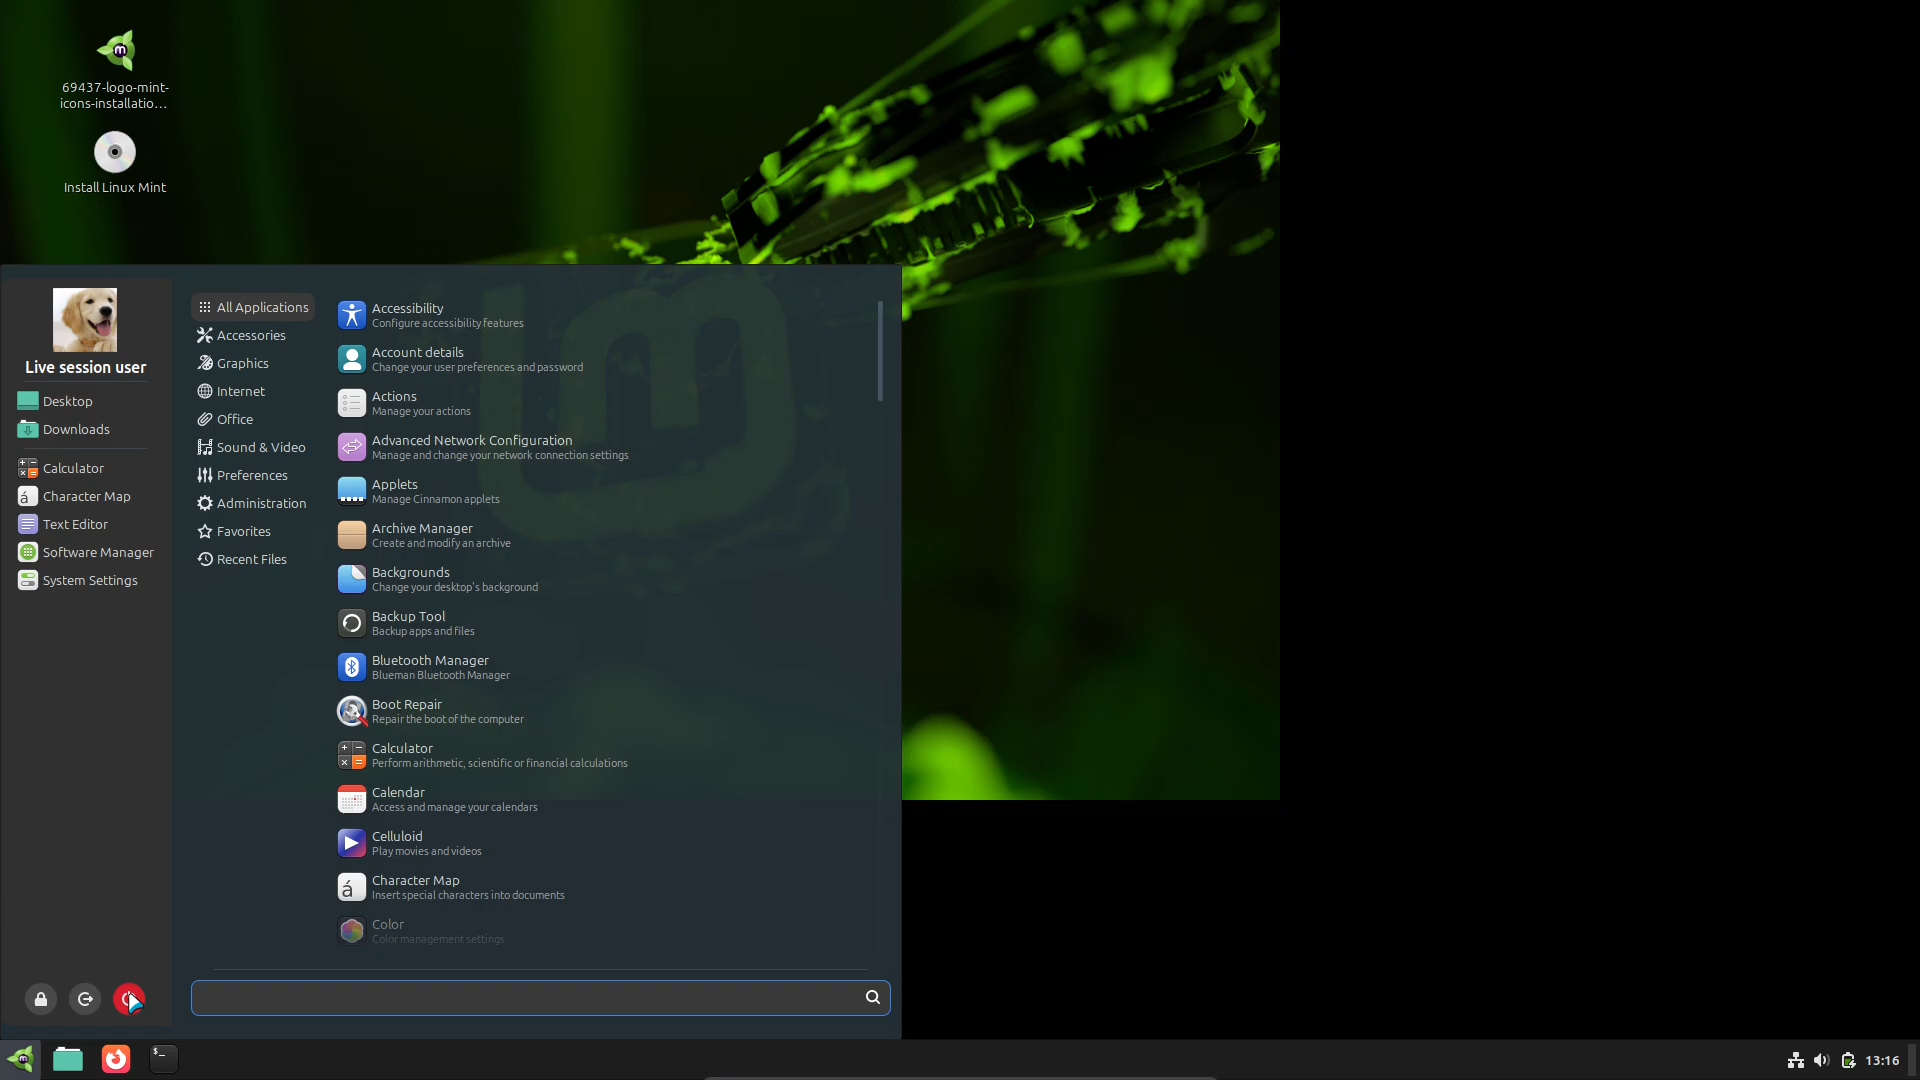 69437-logo-mint-
icons-installatio...
Install Linux Mint
Live session user
Desktop
Downloads
Calculator
Character Map
Text Editor
Software Manager
System Settings
All Applications
Accessories
Graphics
Internet
Office
Sound & Video
Preferences
Administration
Favorites
Recent Files
Accessibility
Configure accessibility features
Account details
Change your user preferences and password
Actions
Manage your actions
Advanced Network Configuration
Manage and change your network connection settings
Applets
Manage Cinnamon applets
Archive Manager
Create and modify an archive
Backgrounds
Change your desktop's background
Backup Tool
Backup apps and files
Bluetooth Manager
Blueman Bluetooth Manager
Boot Repair
Repair the boot of the computer
Calculator
Perform arithmetic, scientific or financial calculations
Calendar
Access and manage your calendars
Celluloid
Play movies and videos
Character Map
Insert special characters into documents
Color
Color management settings
13:16